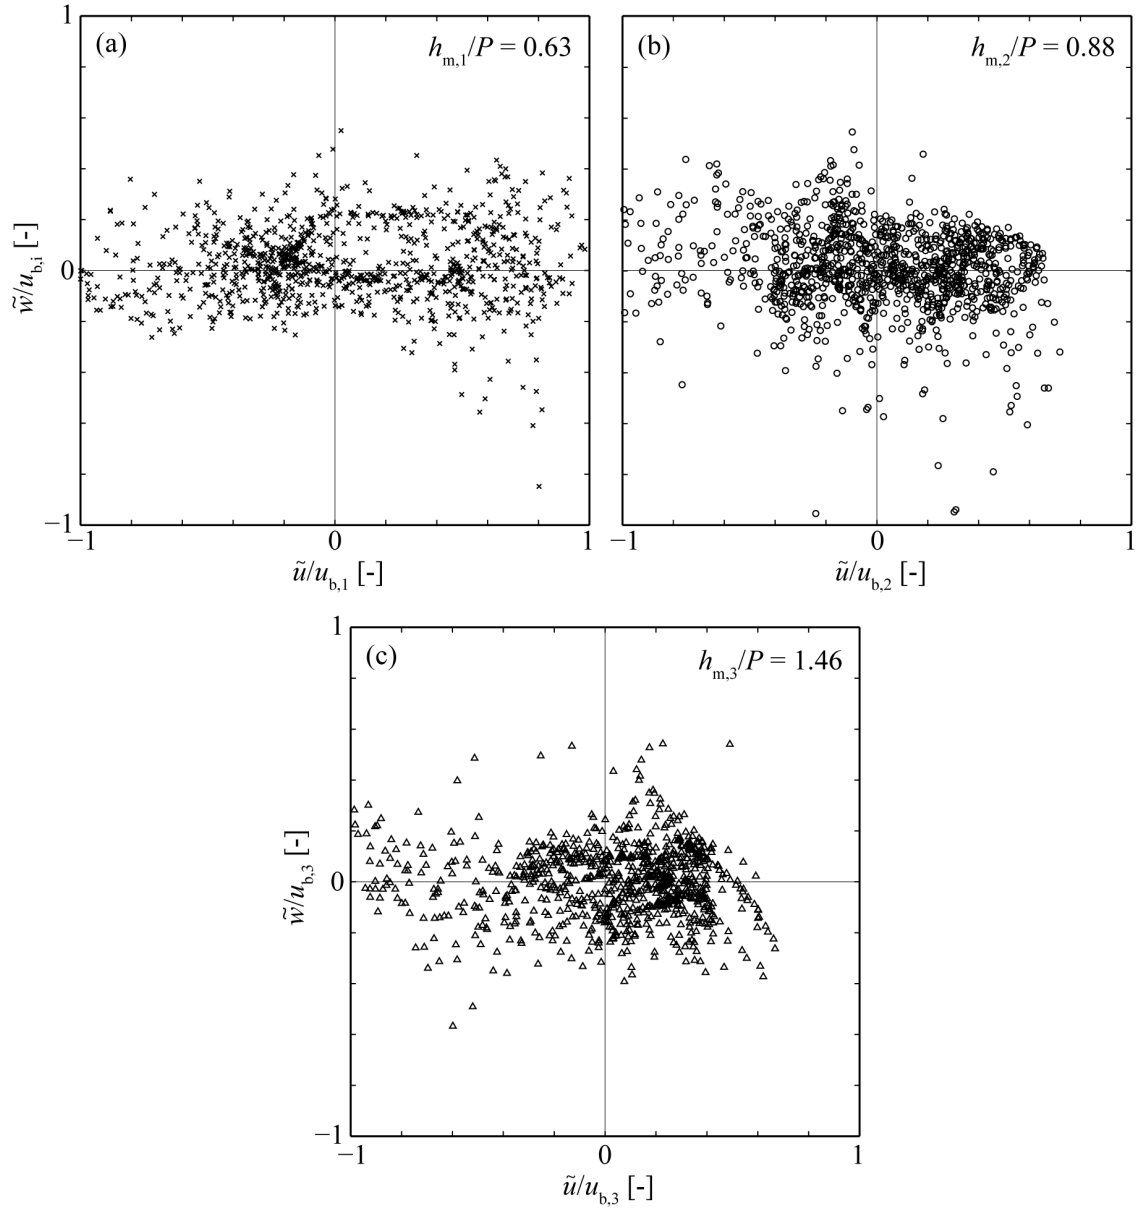 1
(a)
h_m,1/P = 0.63
w̃/u_b,i [-]
0
−1
−1
0
1
ũ/u_b,1 [-]
(b)
h_m,2/P = 0.88
−1
0
1
ũ/u_b,2 [-]
1
(c)
h_m,3/P = 1.46
w̃/u_b,3 [-]
0
−1
−1
0
1
ũ/u_b,3 [-]